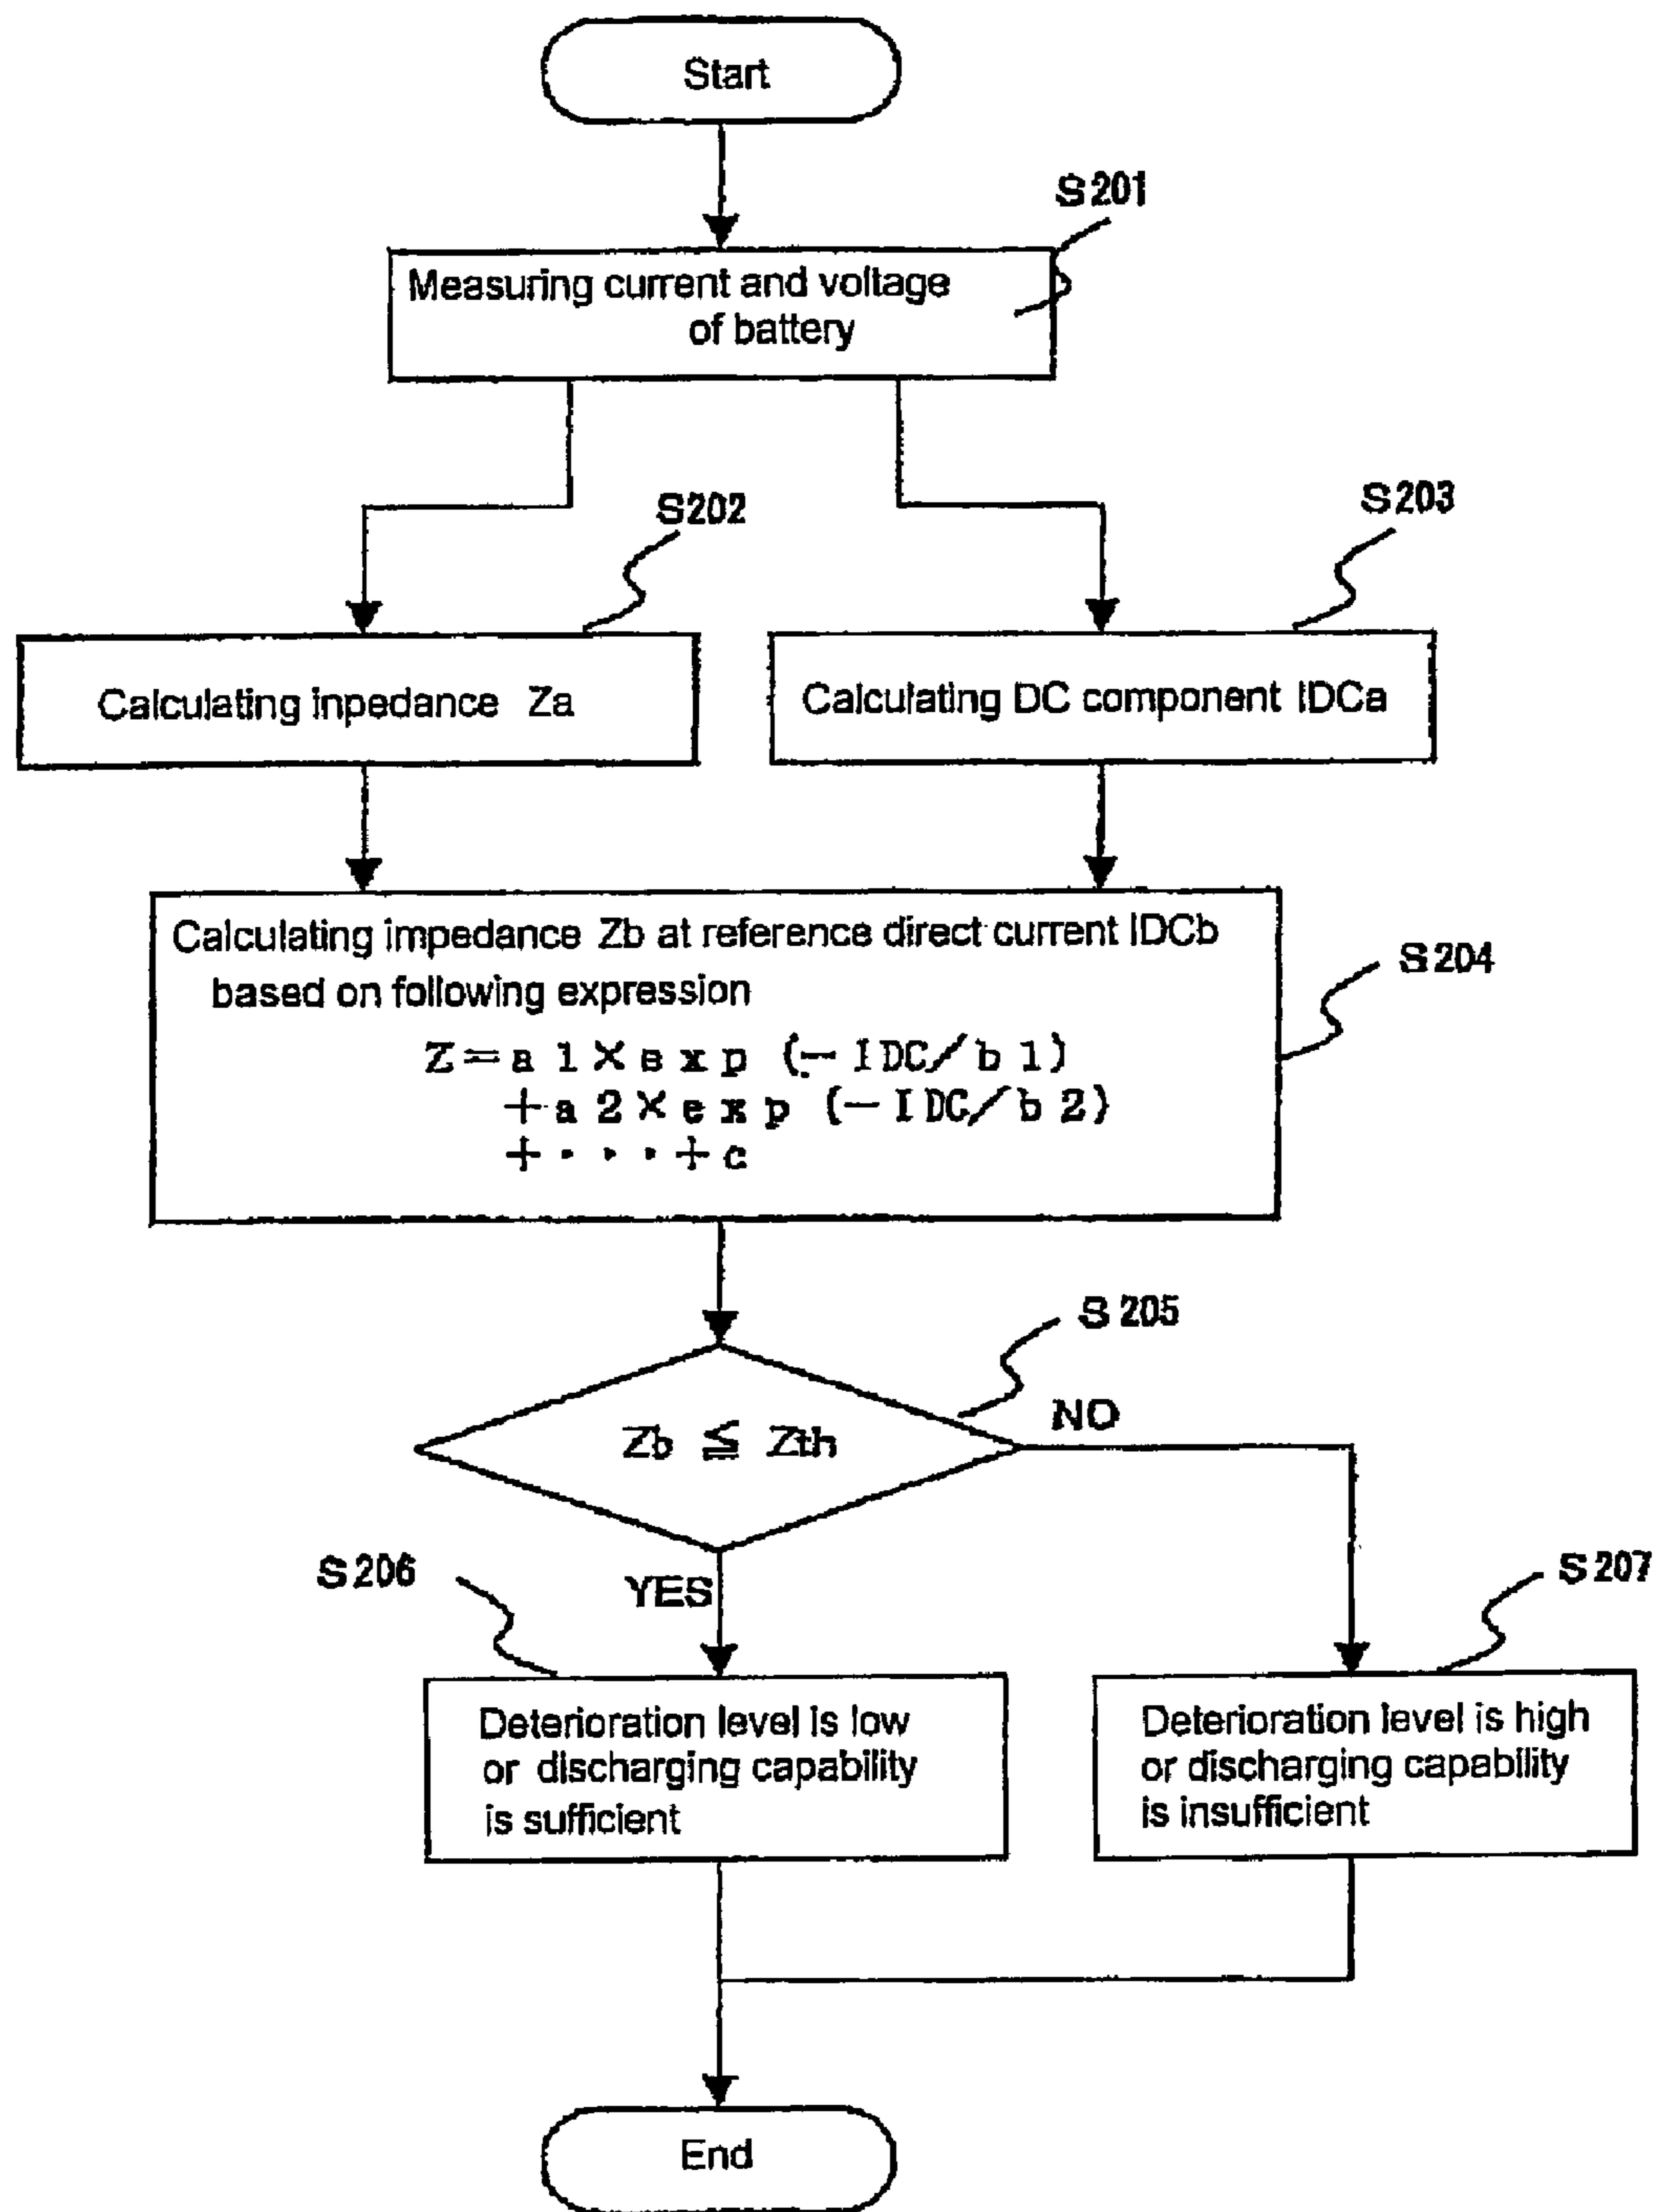 Start
S201
Measuring current and voltage
of battery
S202
S203
Calculating inpedance Za
Calculating DC component IDCa
Calculating impedance Zb at reference direct current IDCb
based on following expression
S204
Z=a1×exp(-IDC/b1)
+a2×exp(-IDC/b2)
+・・・+c
S205
NO
Zb ≦ Zth
S206
YES
S207
Deterioration level is low
or discharging capability
is sufficient
Deterioration level is high
or discharging capability
is insufficient
End